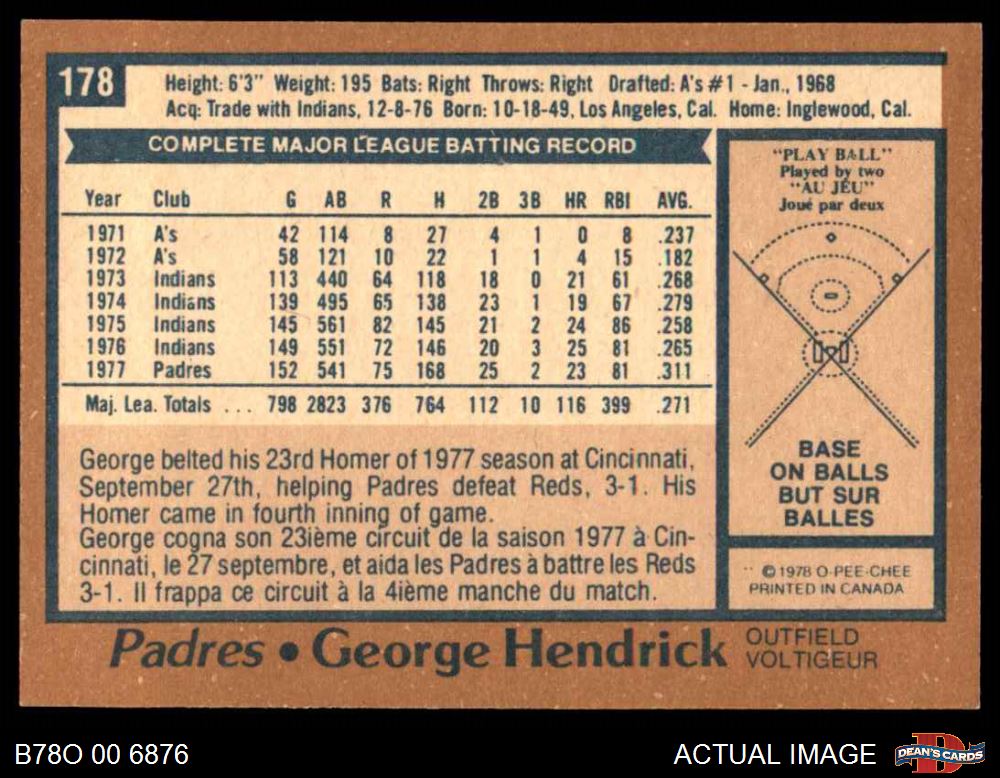 178
Height: 6'3" Weight: 195 Bats: Right Throws: Right Drafted: A's #1 - Jan., 1968
Acq: Trade with Indians, 12-8-76 Born: 10-18-49, Los Angeles, Cal. Home: Inglewood, Cal.
COMPLETE MAJOR LEAGUE BATTING RECORD
Year Club G AB R H 2B 3B HR RBI AVG.
1971 A's 42 114 8 27 4 1 0 8 .237
1972 A's 58 121 10 22 1 1 4 15 .182
1973 Indians 113 440 64 118 18 0 21 61 .268
1974 Indians 139 495 65 138 23 1 19 67 .279
1975 Indians 145 561 82 145 21 2 24 86 .258
1976 Indians 149 551 72 146 20 3 25 81 .265
1977 Padres 152 541 75 168 25 2 23 81 .311
Maj. Lea. Totals ... 798 2823 376 764 112 10 116 399 .271
George belted his 23rd Homer of 1977 season at Cincinnati,
September 27th, helping Padres defeat Reds, 3-1. His
Homer came in fourth inning of game.
George cogna son 23ième circuit de la saison 1977 à Cin-
cinnati, le 27 septembre, et aida les Padres à battre les Reds
3-1. Il frappa ce circuit à la 4ième manche du match.
"PLAY BALL"
Played by two
"AU JEU"
Joué par deux
BASE
ON BALLS
BUT SUR
BALLES
© 1978 O-PEE-CHEE
PRINTED IN CANADA
Padres • George Hendrick
OUTFIELD
VOLTIGEUR
B78O 00 6876
ACTUAL IMAGE
DEAN'S CARDS